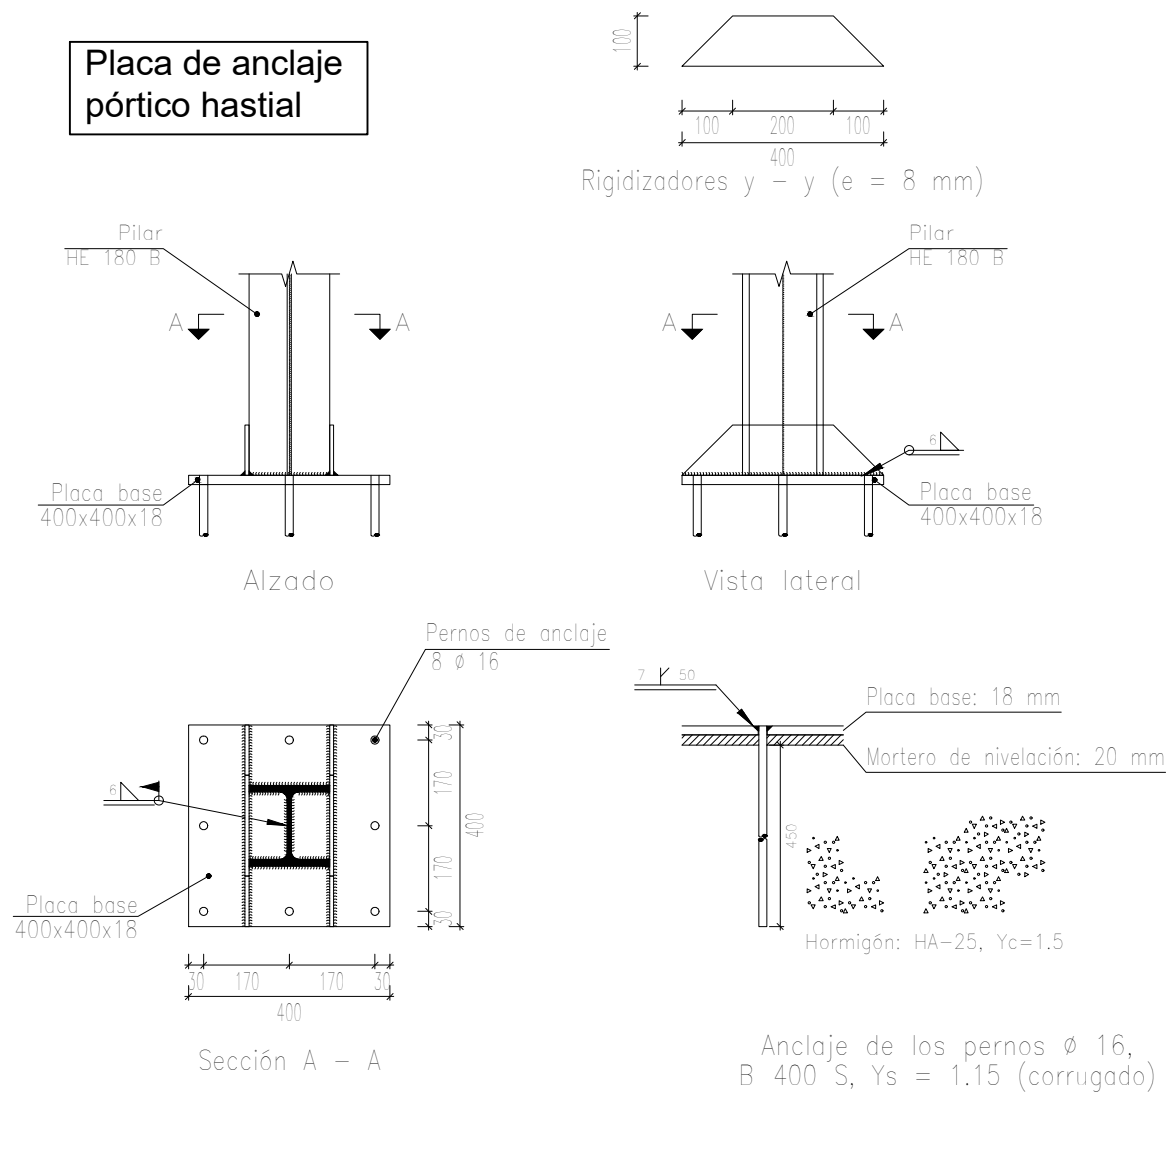 Placa de anclaje
pórtico hastial
100
100
200
100
400
Rigidizadores y - y (e = 8 mm)
Pilar
HE 180 B
A
A
Placa base
400x400x18
Alzado
Pilar
HE 180 B
A
A
6
Placa base
400x400x18
Vista lateral
Pernos de anclaje
8 ø 16
6
Placa base
400x400x18
30
170
170
30
400
30
170
170
30
400
Sección A - A
7
50
Placa base: 18 mm
Mortero de nivelación: 20 mm
450
Hormigón: HA-25, Yc=1.5
Anclaje de los pernos ø 16,
B 400 S, Ys = 1.15 (corrugado)